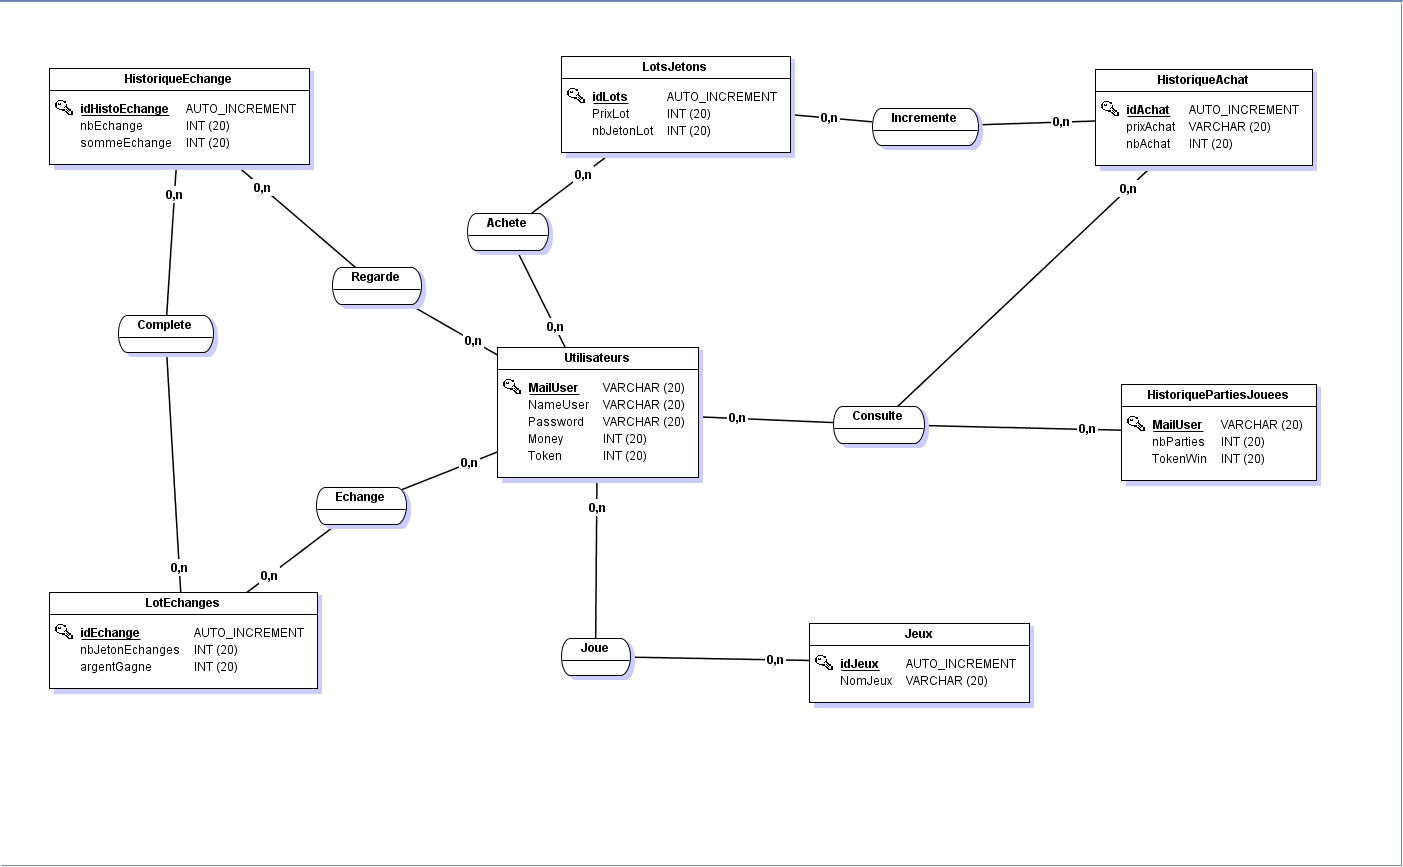 HistoriqueEchange
idHistoEchange AUTO_INCREMENT
nbEchange INT (20)
sommeEchange INT (20)
LotsJetons
idLots AUTO_INCREMENT
PrixLot INT (20)
nbJetonLot INT (20)
0,n
Incremente
0,n
HistoriqueAchat
idAchat AUTO_INCREMENT
prixAchat VARCHAR (20)
nbAchat INT (20)
0,n
0,n
0,n
0,n
Achete
Regarde
Complete
0,n
0,n
Utilisateurs
MailUser VARCHAR (20)
NameUser VARCHAR (20)
Password VARCHAR (20)
Money INT (20)
Token INT (20)
0,n
Consulte
0,n
HistoriquePartiesJouees
MailUser VARCHAR (20)
nbParties INT (20)
TokenWin INT (20)
0,n
Echange
0,n
0,n
0,n
LotEchanges
idEchange AUTO_INCREMENT
nbJetonEchanges INT (20)
argentGagne INT (20)
Joue
0,n
Jeux
idJeux AUTO_INCREMENT
NomJeux VARCHAR (20)